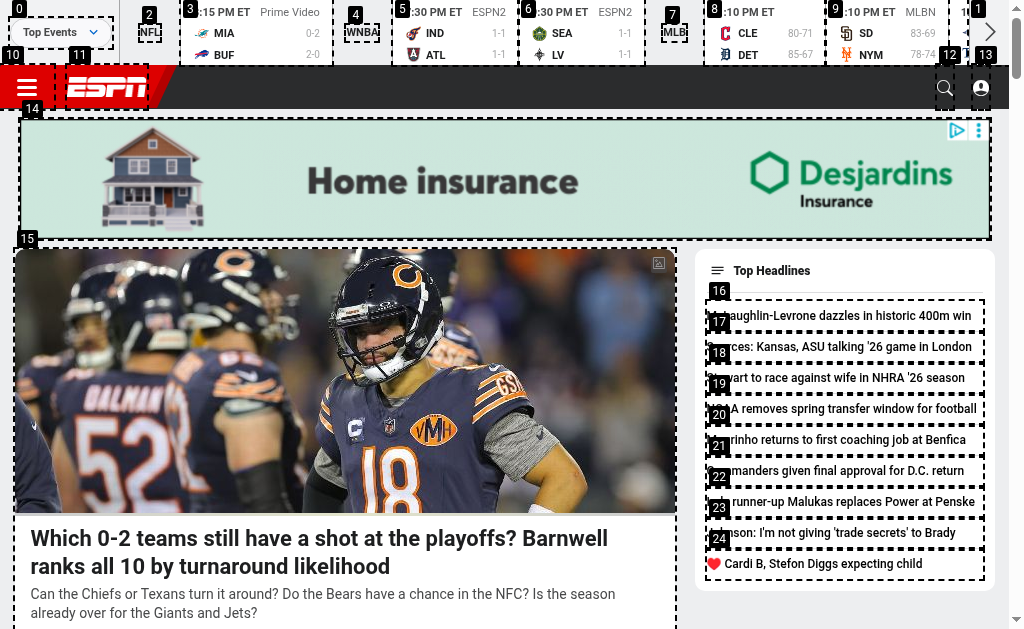 Top Events
NFL
:15 PM ET Prime Video
MIA 0-2
BUF 2-0
WNBA
:30 PM ET ESPN2
IND 1-1
ATL 1-1
:30 PM ET ESPN2
SEA 1-1
LV 1-1
MLB
:10 PM ET
CLE 80-71
DET 85-67
:10 PM ET MLBN
SD 83-69
NYM 78-74
0
2
3
4
5
6
7
8
9
10
11
12
13
14
15
16
17
18
19
20
21
22
23
24
ESPN
Home insurance
Desjardins
Insurance
DALMAN
52
C
VMH
GSH
18
Which 0-2 teams still have a shot at the playoffs? Barnwell
ranks all 10 by turnaround likelihood
Can the Chiefs or Texans turn it around? Do the Bears have a chance in the NFC? Is the season
already over for the Giants and Jets?
Top Headlines
aughlin-Levrone dazzles in historic 400m win
ces: Kansas, ASU talking '26 game in London
wart to race against wife in NHRA '26 season
A removes spring transfer window for football
rinho returns to first coaching job at Benfica
manders given final approval for D.C. return
runner-up Malukas replaces Power at Penske
nson: I'm not giving 'trade secrets' to Brady
Cardi B, Stefon Diggs expecting child